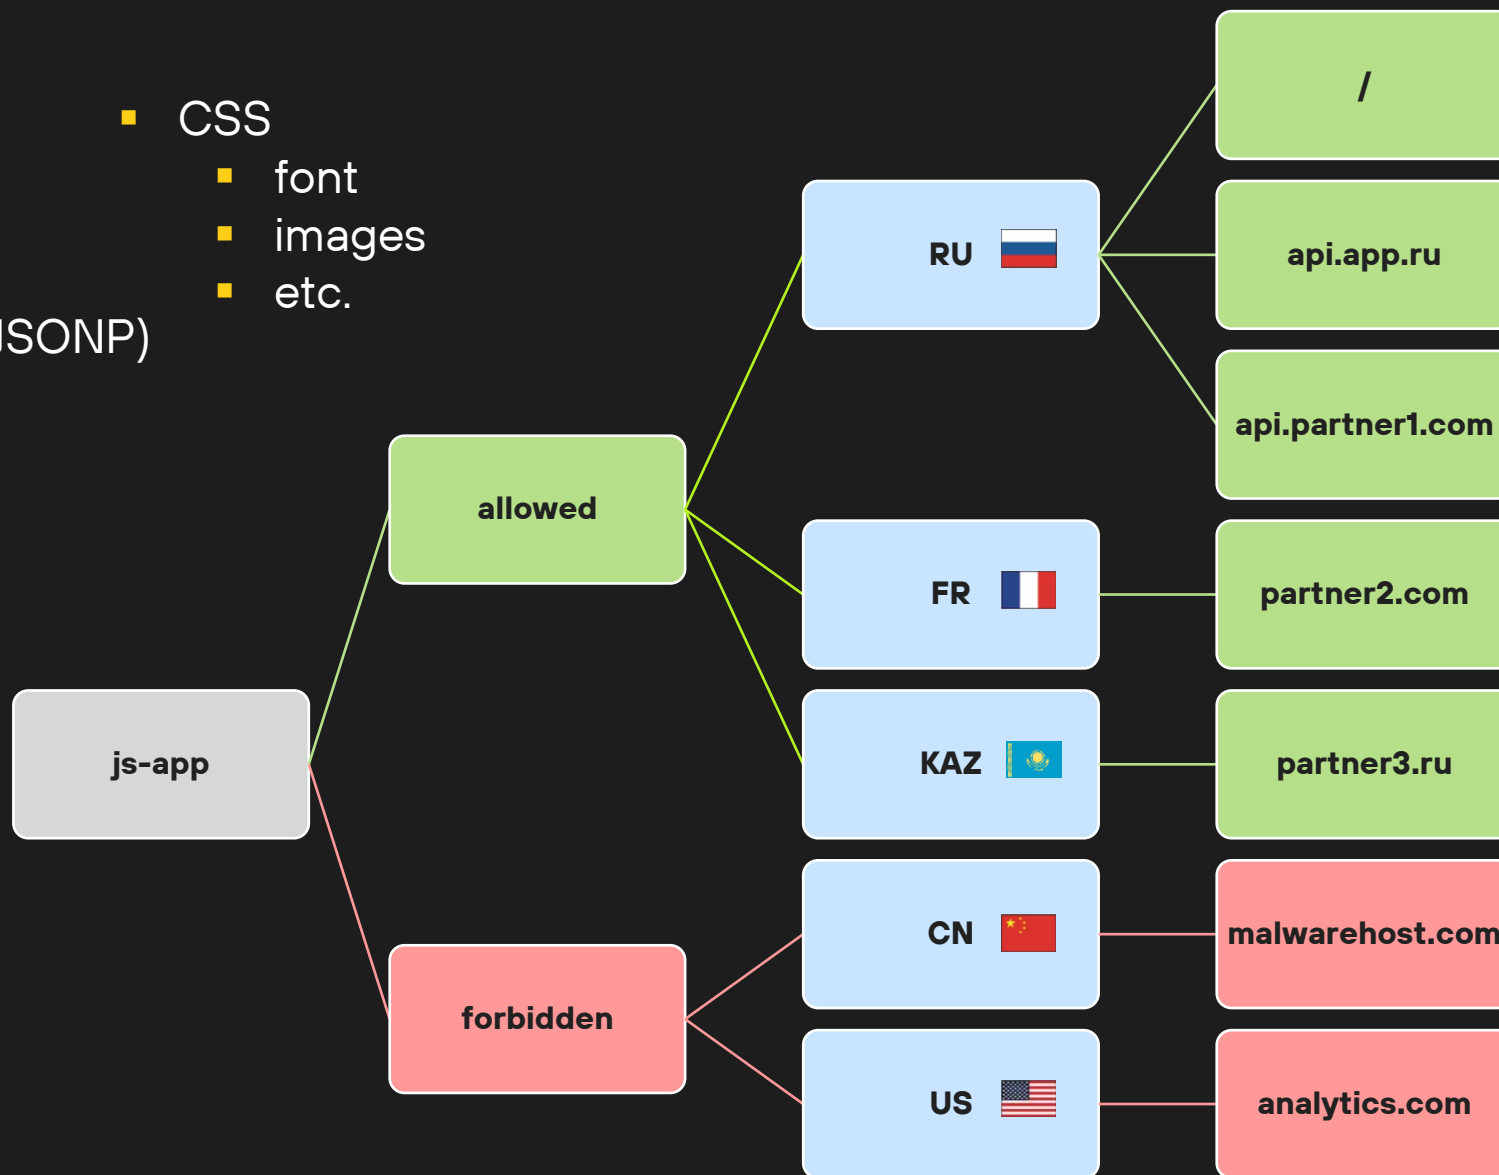 CSS
font
images
etc.
JSONP)
/
RU
api.app.ru
api.partner1.com
allowed
FR
partner2.com
js-app
KAZ
partner3.ru
CN
malwarehost.com
forbidden
US
analytics.com